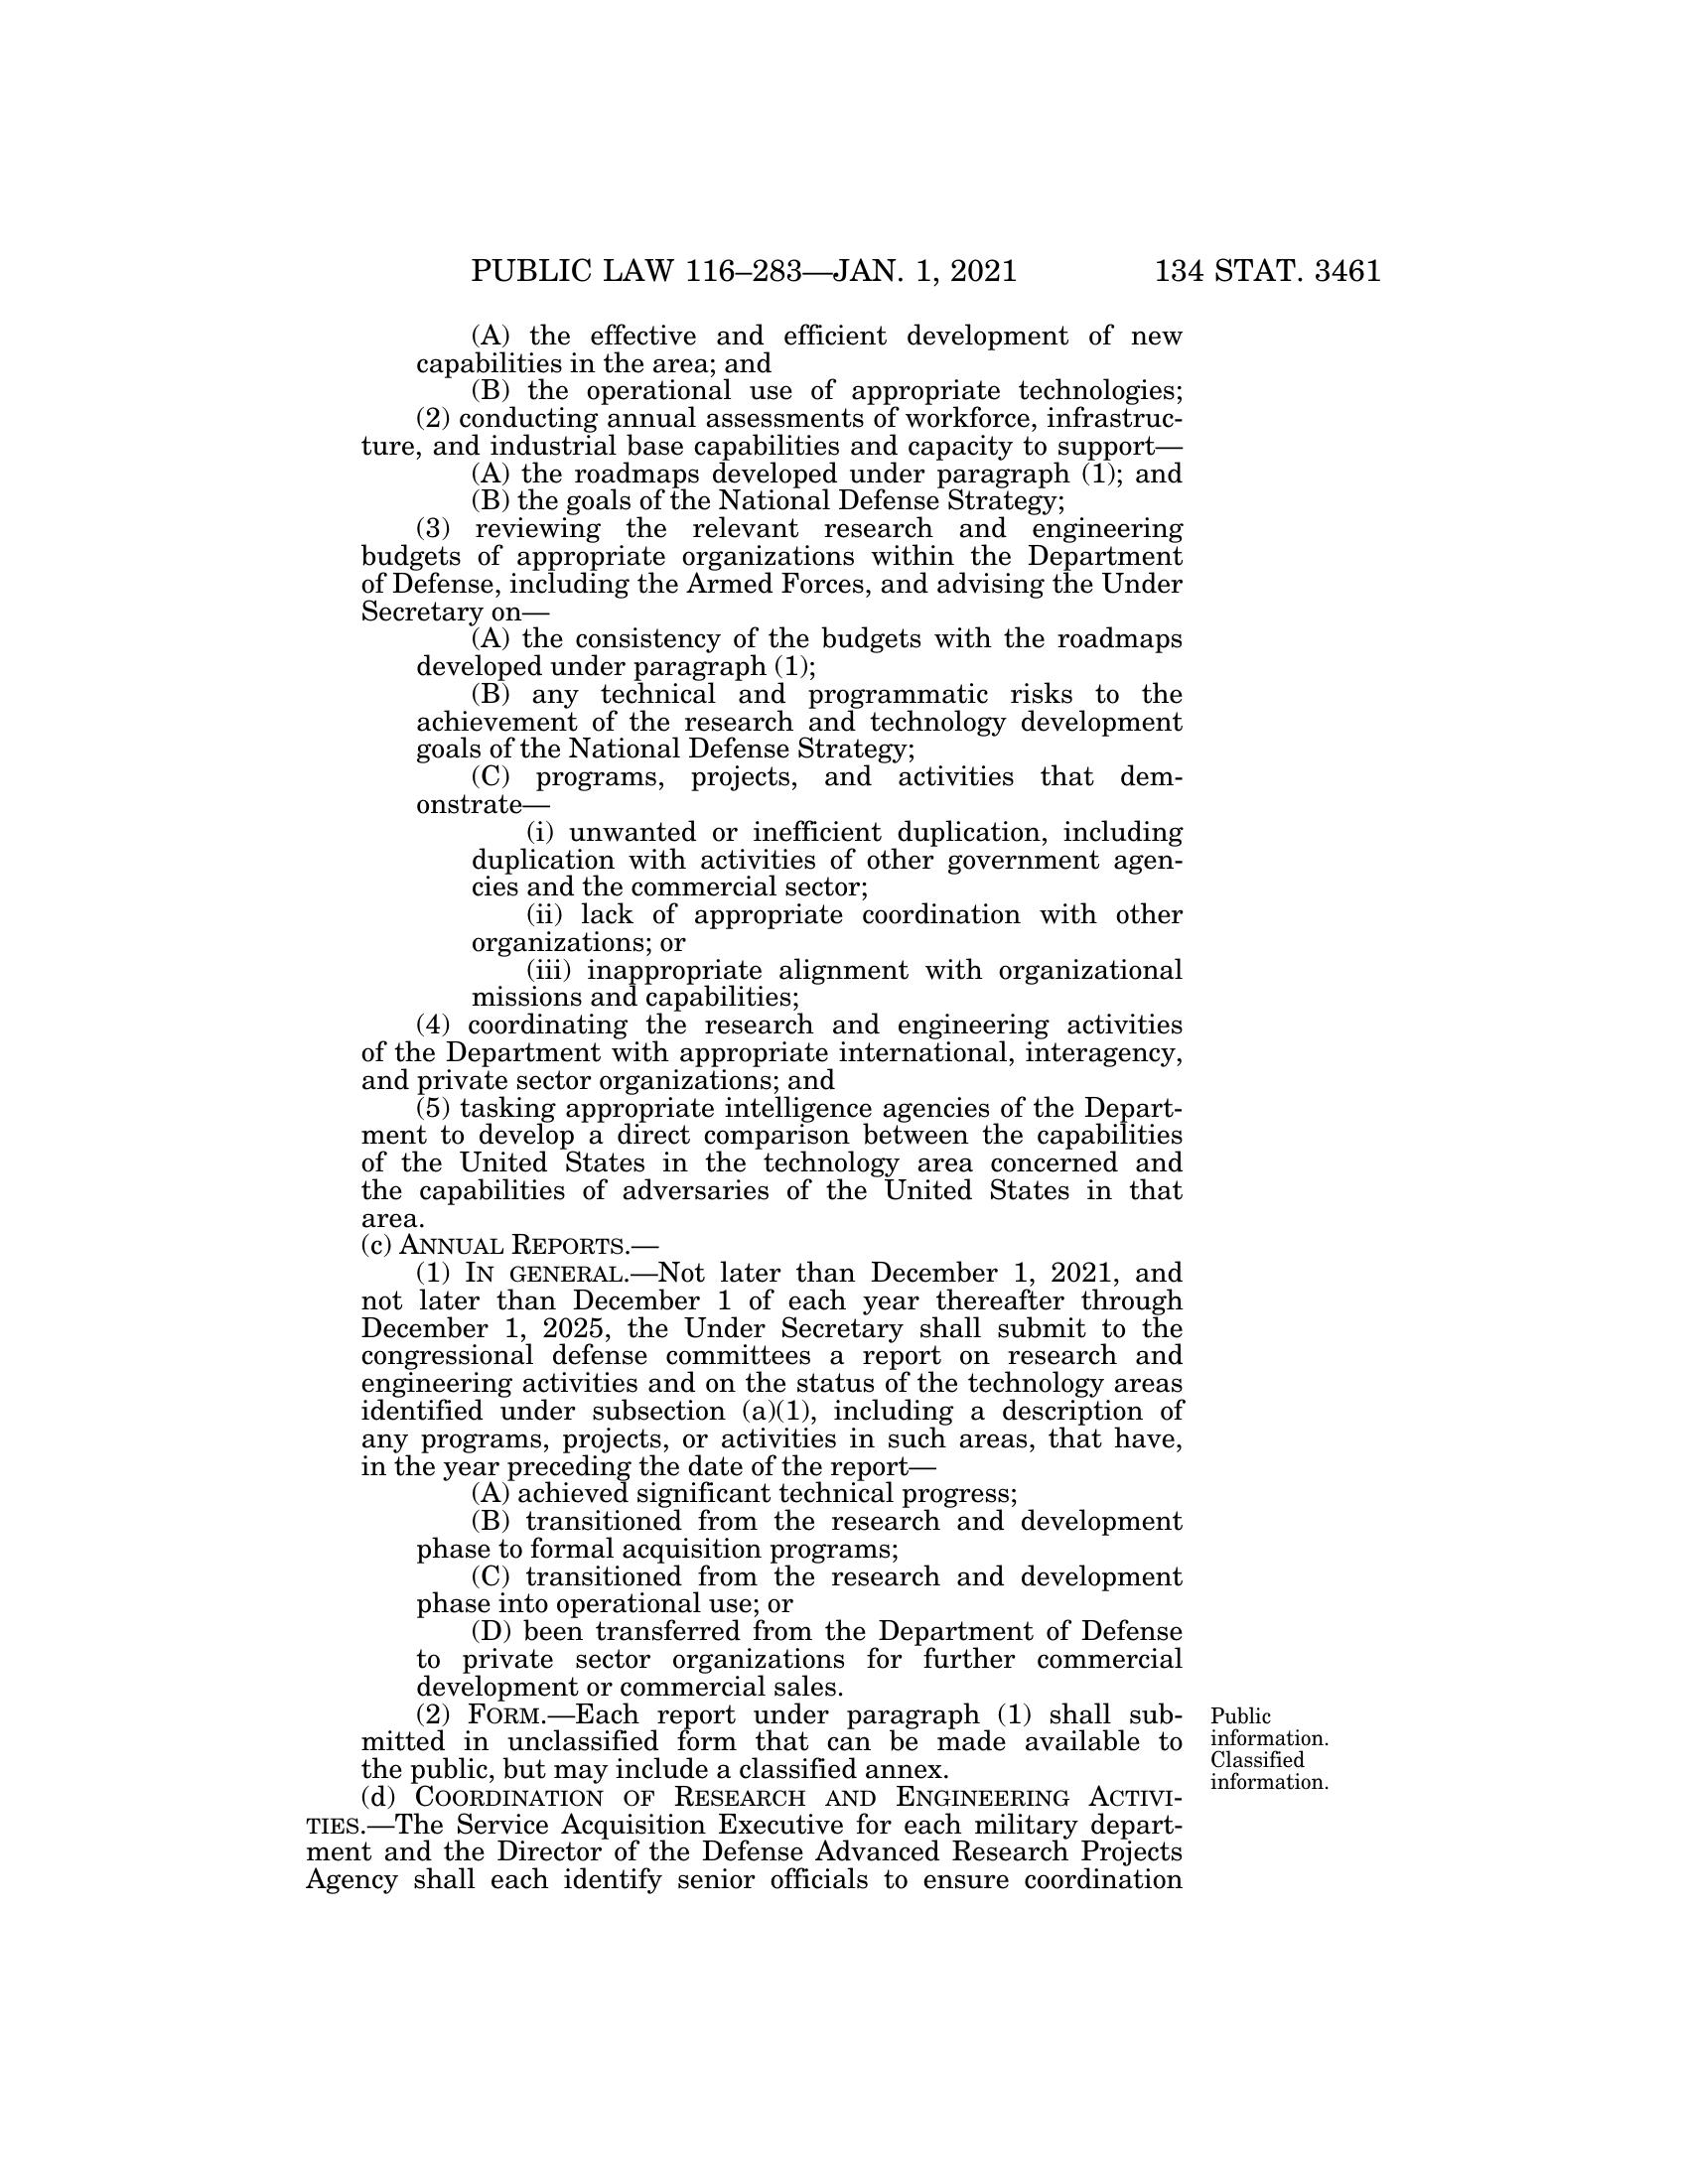 PUBLIC LAW 116–283—JAN. 1, 2021 134 STAT. 3461
(A) the effective and efficient development of new
capabilities in the area; and
(B) the operational use of appropriate technologies;
(2) conducting annual assessments of workforce, infrastruc-
ture, and industrial base capabilities and capacity to support—
(A) the roadmaps developed under paragraph (1); and
(B) the goals of the National Defense Strategy;
(3) reviewing the relevant research and engineering
budgets of appropriate organizations within the Department
of Defense, including the Armed Forces, and advising the Under
Secretary on—
(A) the consistency of the budgets with the roadmaps
developed under paragraph (1);
(B) any technical and programmatic risks to the
achievement of the research and technology development
goals of the National Defense Strategy;
(C) programs, projects, and activities that dem-
onstrate—
(i) unwanted or inefficient duplication, including
duplication with activities of other government agen-
cies and the commercial sector;
(ii) lack of appropriate coordination with other
organizations; or
(iii) inappropriate alignment with organizational
missions and capabilities;
(4) coordinating the research and engineering activities
of the Department with appropriate international, interagency,
and private sector organizations; and
(5) tasking appropriate intelligence agencies of the Depart-
ment to develop a direct comparison between the capabilities
of the United States in the technology area concerned and
the capabilities of adversaries of the United States in that
area.
(c) ANNUAL REPORTS.—
(1) IN GENERAL.—Not later than December 1, 2021, and
not later than December 1 of each year thereafter through
December 1, 2025, the Under Secretary shall submit to the
congressional defense committees a report on research and
engineering activities and on the status of the technology areas
identified under subsection (a)(1), including a description of
any programs, projects, or activities in such areas, that have,
in the year preceding the date of the report—
(A) achieved significant technical progress;
(B) transitioned from the research and development
phase to formal acquisition programs;
(C) transitioned from the research and development
phase into operational use; or
(D) been transferred from the Department of Defense
to private sector organizations for further commercial
development or commercial sales.
(2) FORM.—Each report under paragraph (1) shall sub-
mitted in unclassified form that can be made available to
the public, but may include a classified annex.
Public
information.
Classified
information.
(d) COORDINATION OF RESEARCH AND ENGINEERING ACTIVI-
TIES.—The Service Acquisition Executive for each military depart-
ment and the Director of the Defense Advanced Research Projects
Agency shall each identify senior officials to ensure coordination